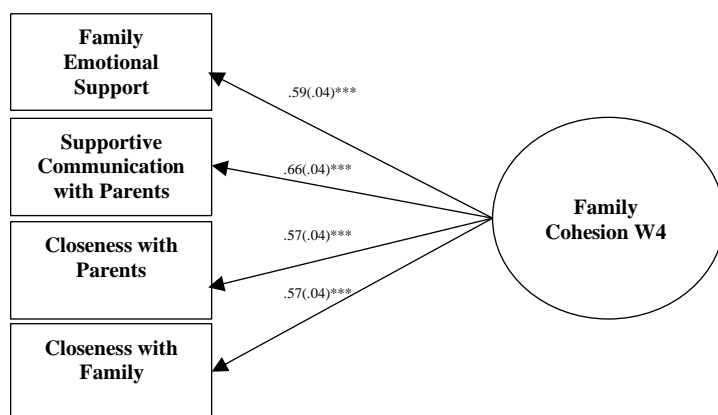 Family
Emotional
Support
.59(.04)***
Supportive
Communication
with Parents
.66(.04)***
Family
Cohesion W4
Closeness with
Parents
.57(.04)***
.57(.04)***
Closeness with
Family